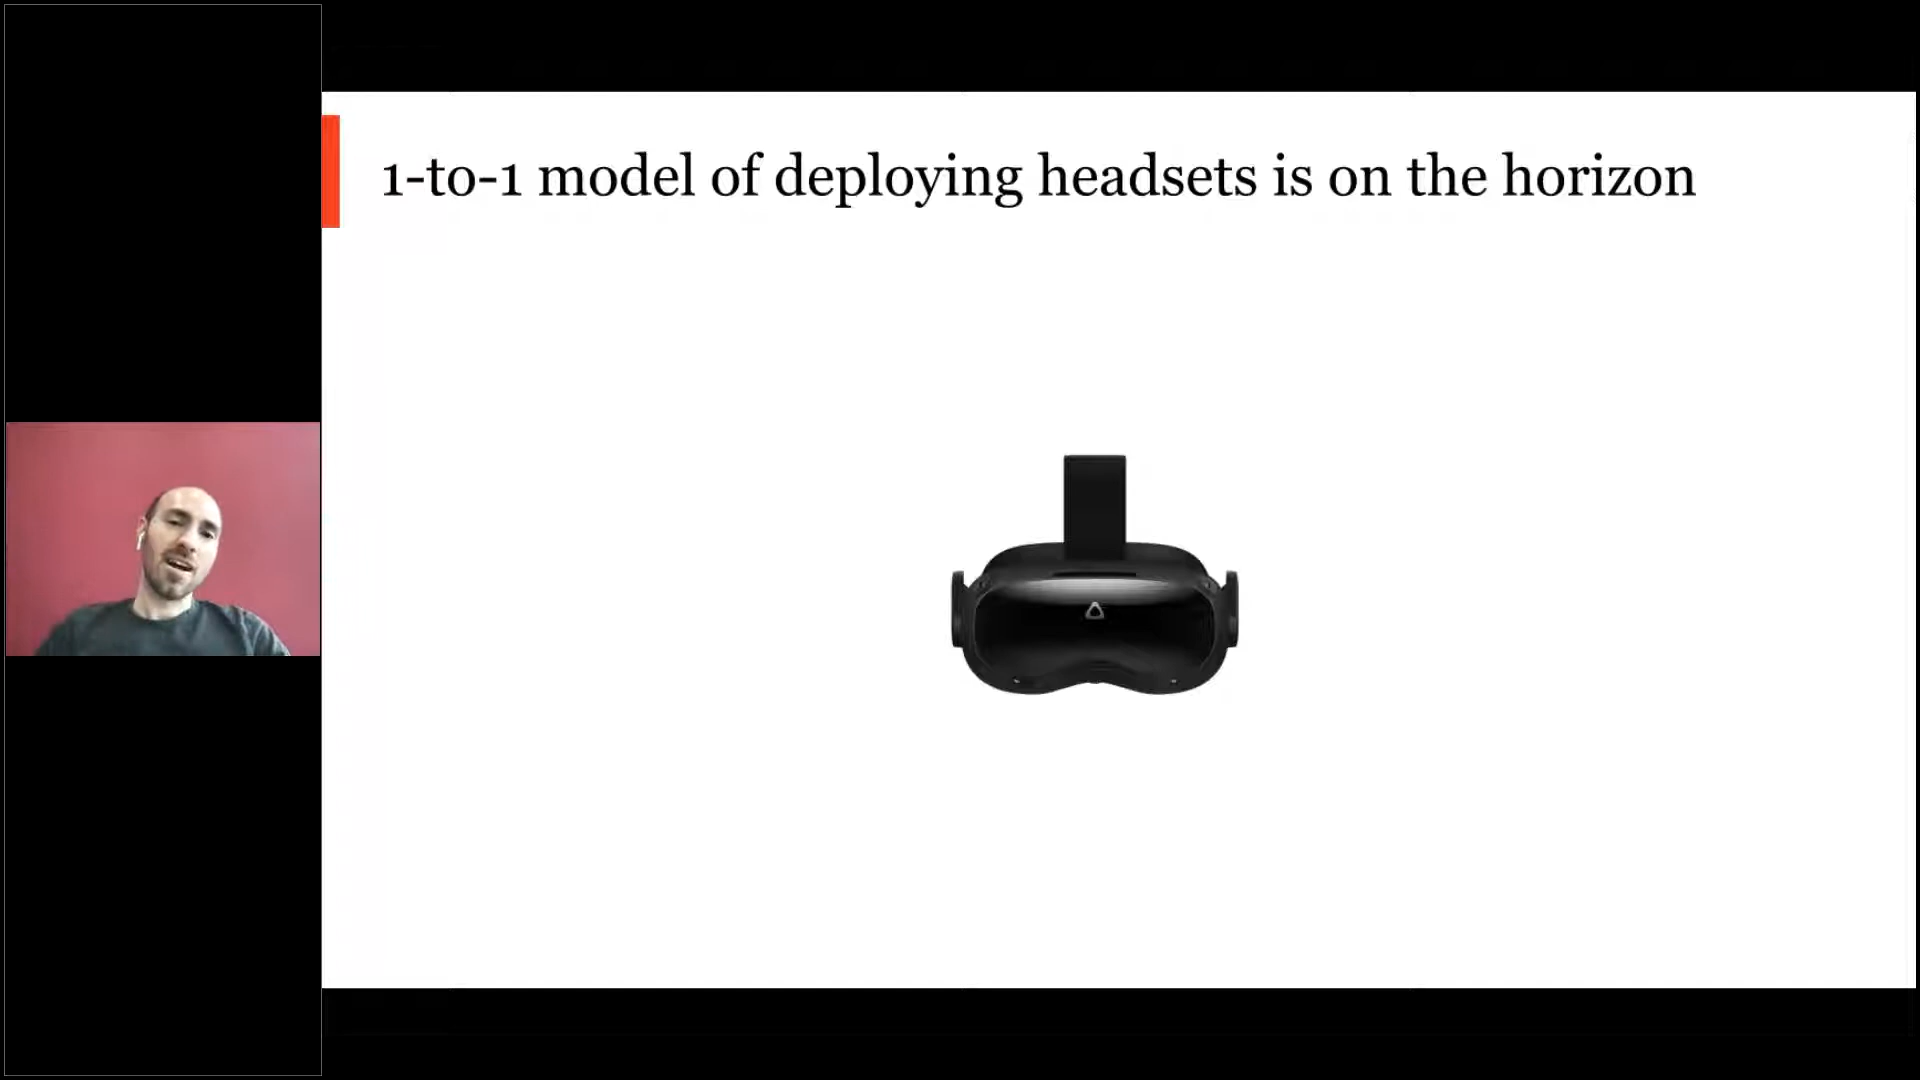 1-to-1 model of deploying headsets is on the horizon